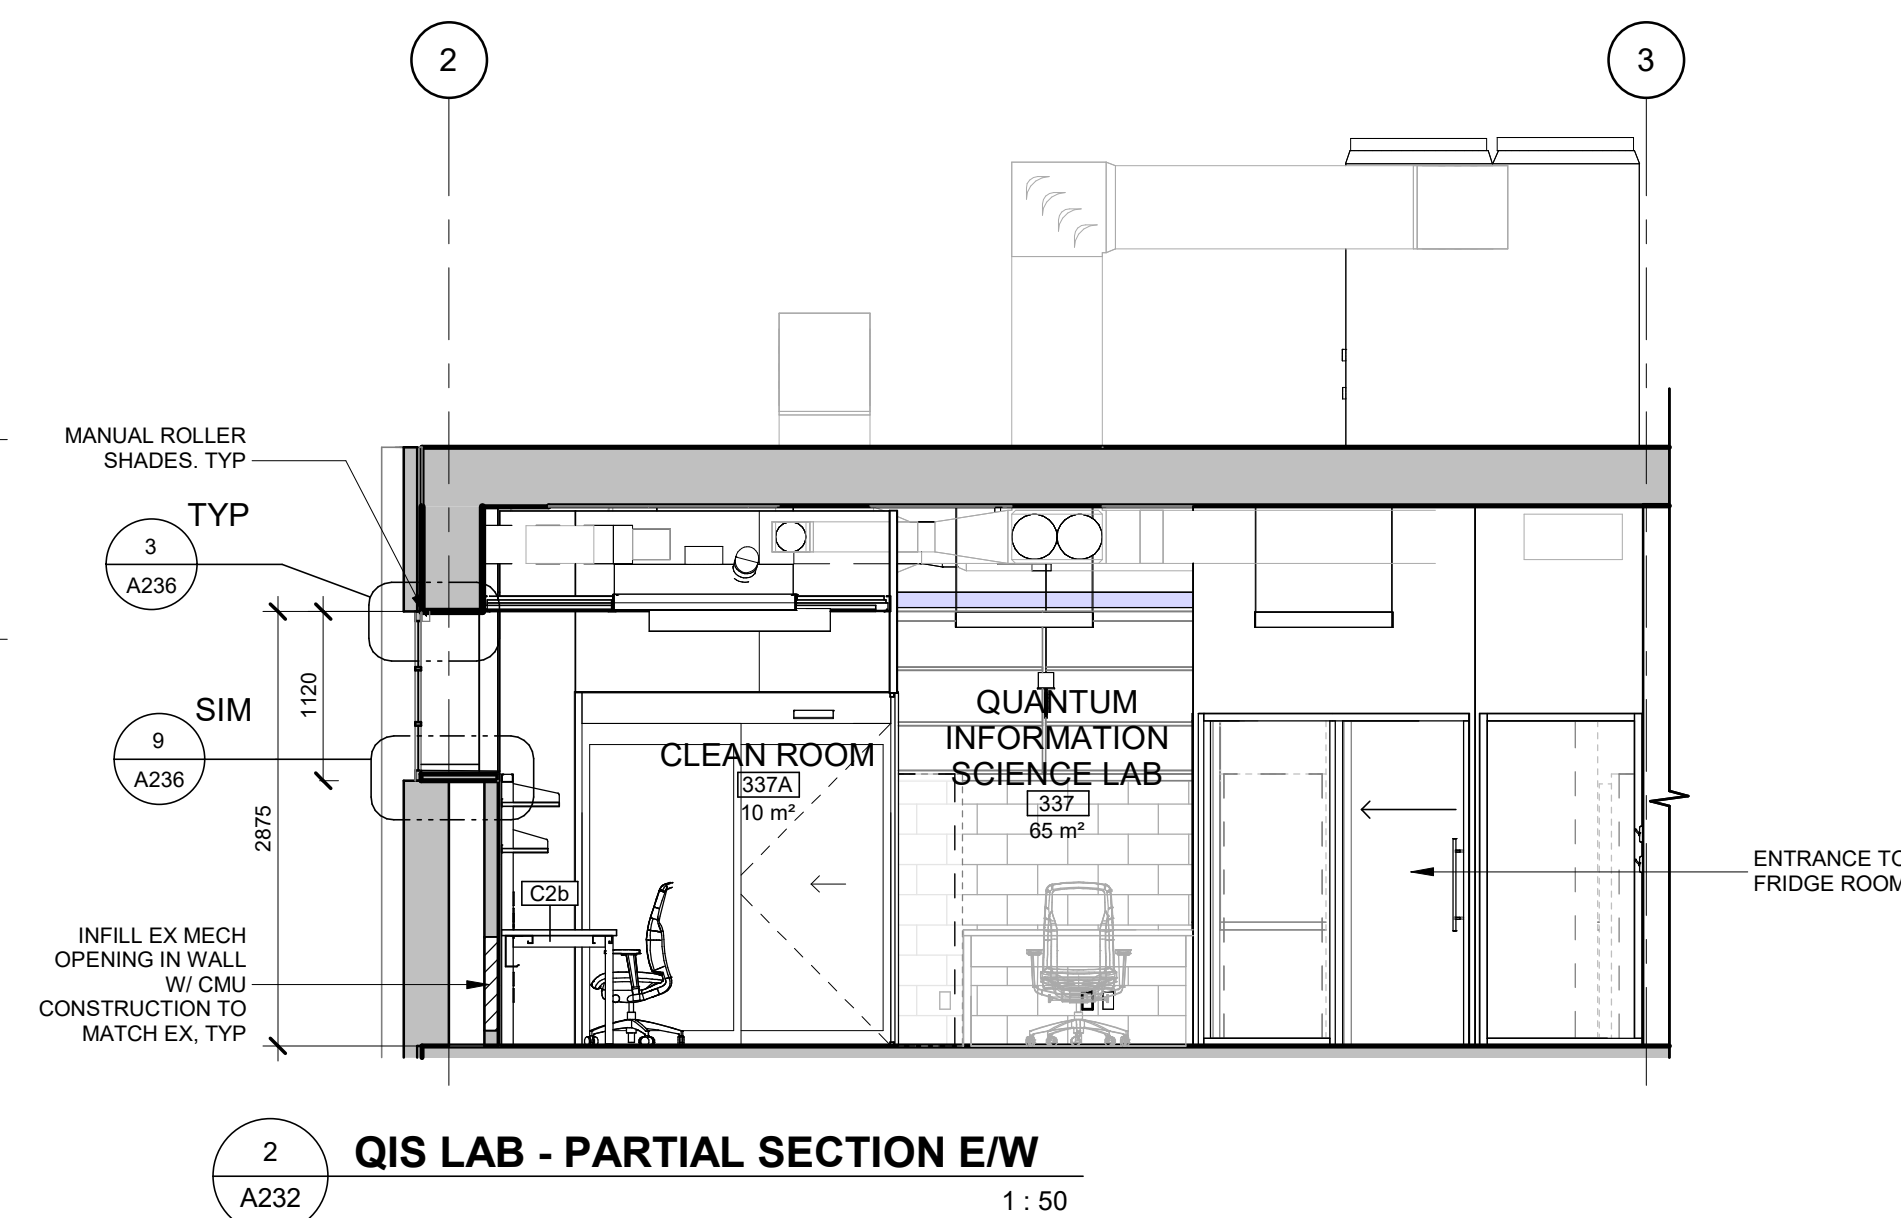 2
3
MANUAL ROLLER
SHADES. TYP
TYP
3
A236
SIM
9
A236
1120
2875
CLEAN ROOM
337A
10 m²
QUANTUM
INFORMATION
SCIENCE LAB
337
65 m²
C2b
ENTRANCE TO
FRIDGE ROOM
INFILL EX MECH
OPENING IN WALL
W/ CMU
CONSTRUCTION TO
MATCH EX, TYP
2
A232
QIS LAB - PARTIAL SECTION E/W
1 : 50